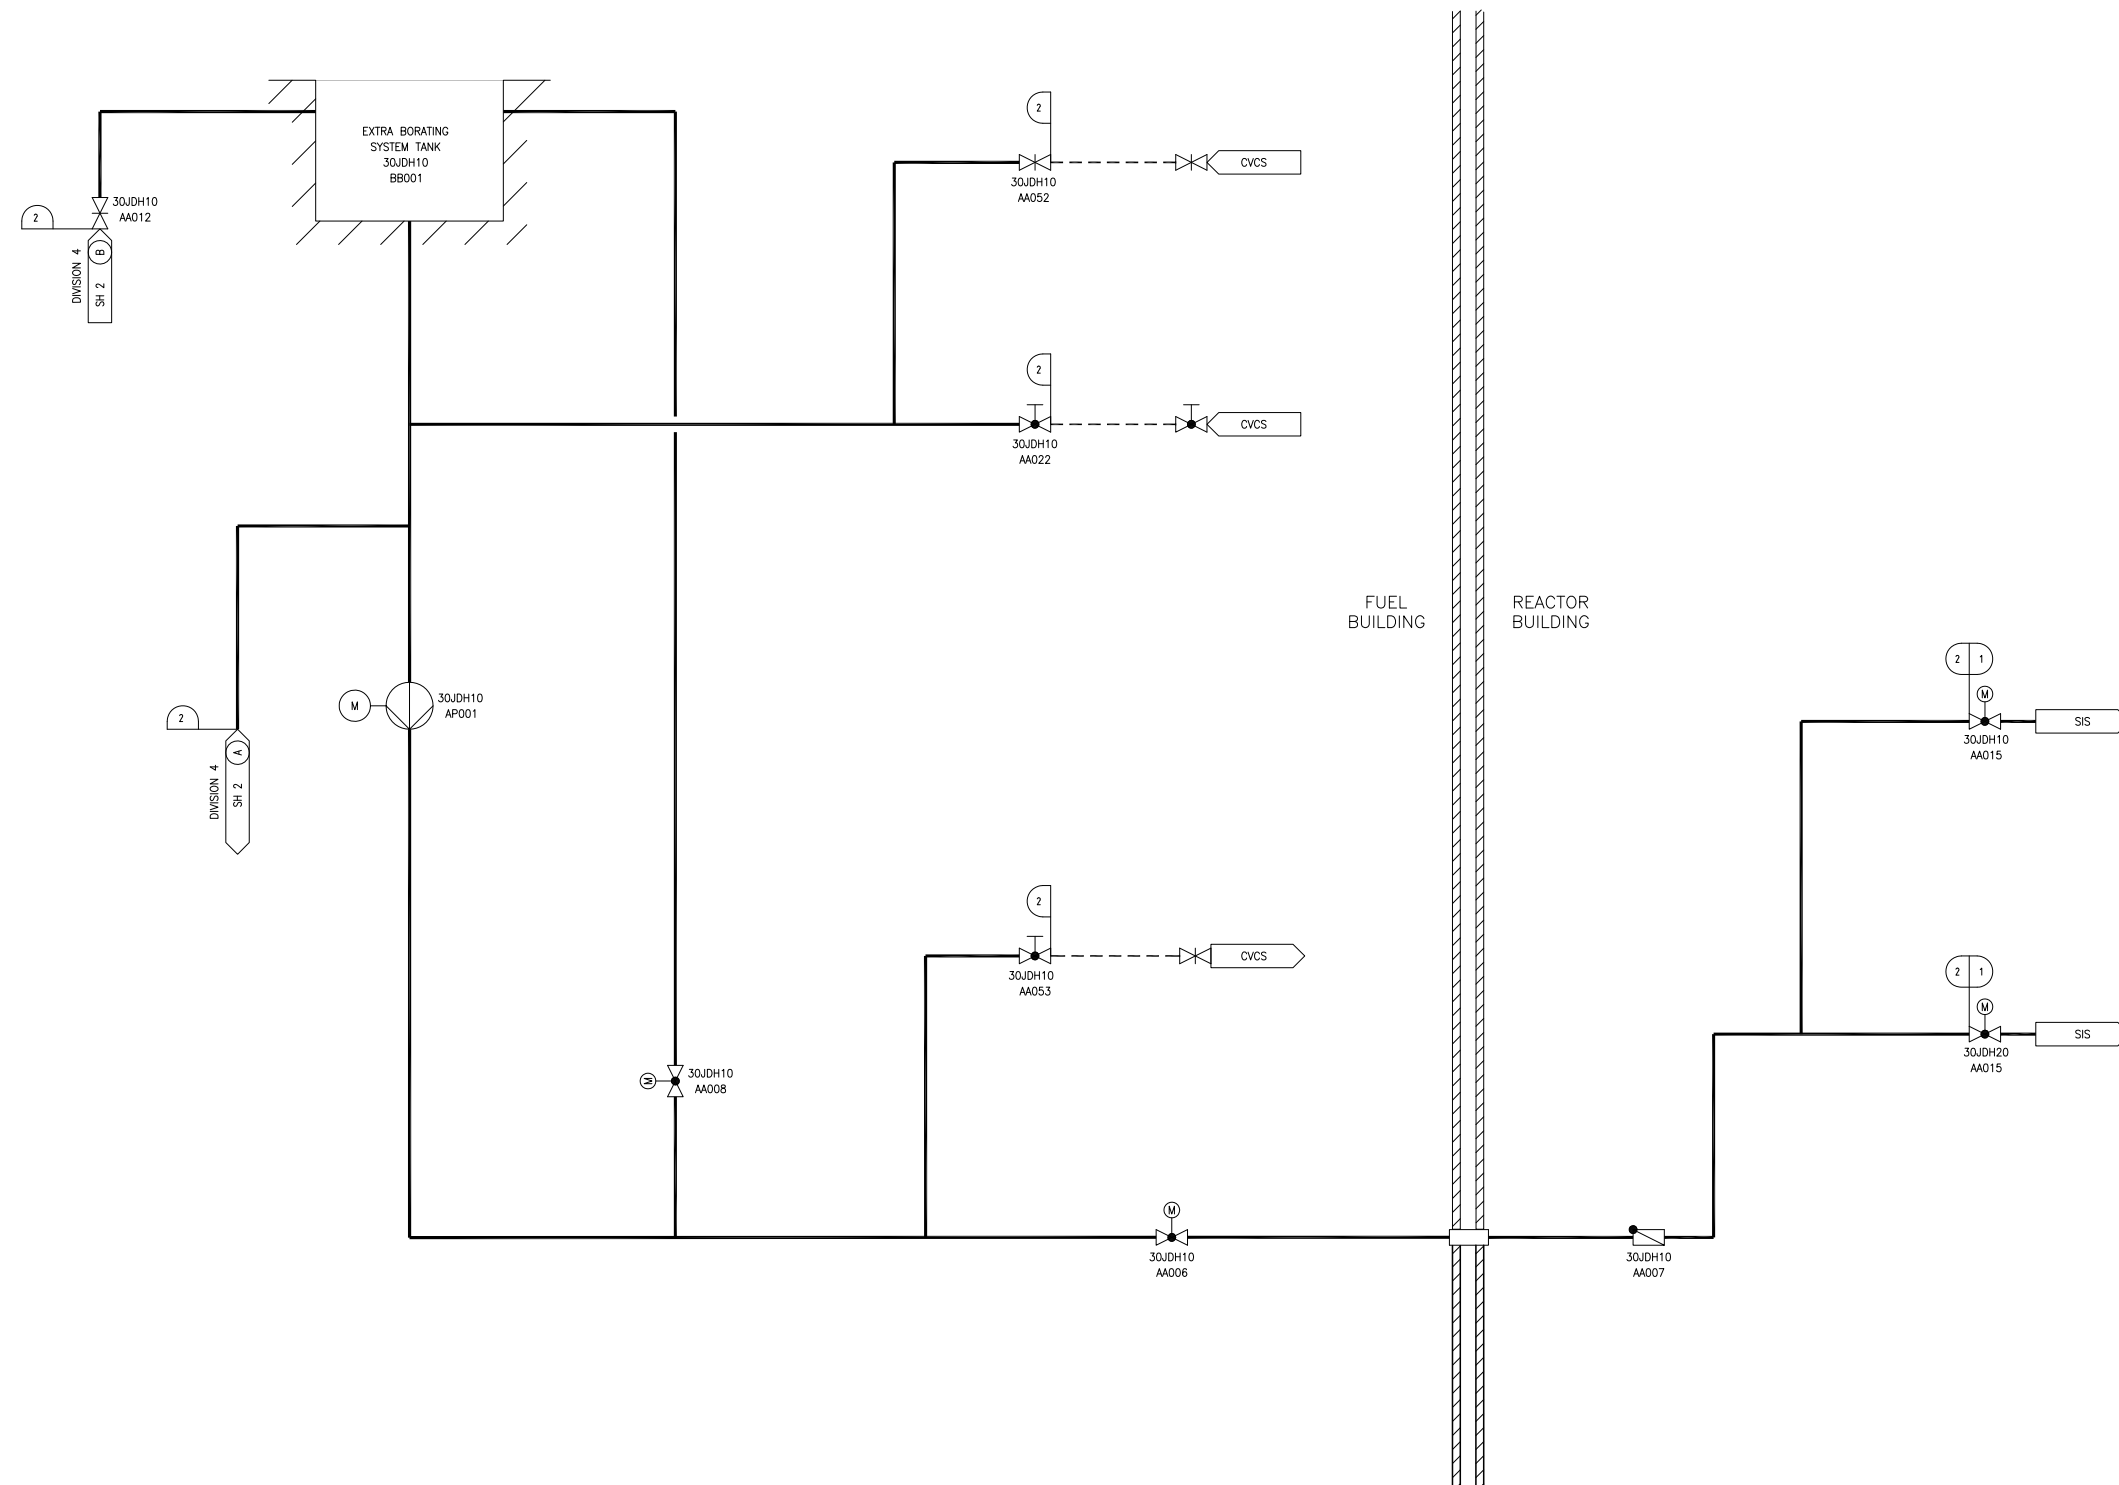 EXTRA BORATING
SYSTEM TANK
30JDH10
BB001
2
30JDH10
AA012
B
SH 2
DIVISION 4
2
30JDH10
AA052
CVCS
2
30JDH10
AA022
CVCS
FUEL
BUILDING
REACTOR
BUILDING
2
A
SH 2
DIVISION 4
M
30JDH10
AP001
2 1
M
30JDH10
AA015
SIS
2
30JDH10
AA053
CVCS
2 1
M
30JDH20
AA015
SIS
M
30JDH10
AA008
M
30JDH10
AA006
30JDH10
AA007